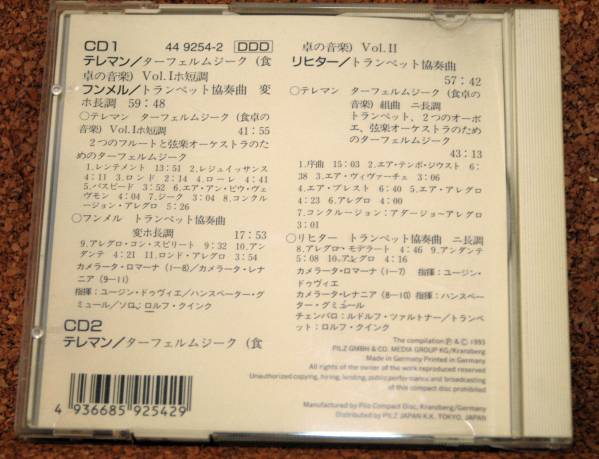 CD1 44 9254-2 DDD
テレマン/ターフェルムジーク (食
卓の音楽) Vol.Iホ短調
フンメル/トランペット協奏曲 変
ホ長調 59:48
○テレマン ターフェルムジーク(食卓の
音楽) Vol.Iホ短調 41:55
2つのフルートと弦楽オーケストラのた
めのターフェルムジーク
1.レンテメント 13:51 2.レジュイッサンス
4:11 3.ロンド 2:14 4.ローレ 4:41
5.パスピード 3:52 6.エア・アン・ピウ・ヴェ
ヴモン 4:04 7.ジーク 3:04 8.コンクル
ージョン・アレグロ 5:26
○フンメル トランペット協奏曲
変ホ長調 17:53
9.アレグロ・コン・スピリート 9:32 10.アン
ダンテ 4:21 11.ロンド・アレグロ 3:54
カメラータ・ロマーナ (1-8)/カメラータ・レナ
ニア (9-11)
指揮:ユージン・ドゥヴィエ/ハンスペーター・グ
ミュール/ソロ:ロルフ・クインク
CD2
テレマン/ターフェルムジーク (食
卓の音楽) Vol.II
リヒター/トランペット協奏曲
57:42
○テレマン ターフェルムジーク(食卓の
音楽) 組曲 ニ長調
トランペット、2つのオーボ
エ、弦楽オーケストラのため
のターフェルムジーク
43:13
1.序曲 15:03 2.エア・テンポ・ジウスト 6:
38 3.エア・ヴィヴァーチェ 3:06
4.エア・プレスト 6:40 5.エア・アレグロ
4:23 6.アレグロ 4:00
7.コンクルージョン:アダージョ〜アレグロ
3:01
○リヒター トランペット協奏曲 ニ長調
8.アレグロ・モデラート 4:46 9.アンダンテ
5:08 10.アレグロ 4:16
カメラータ・ロマーナ (1-7) 指揮:ユージン・
ドゥヴィエ
カメラータ・レナニア (8-10) 指揮:ハンスペー
ター・グミュール
チェンバロ:ルドルフ・ツァルトナー/トランペ
ット:ロルフ・クインク
The compilation Ⓟ & © 1993
PILZ GMBH & CO. MEDIA GROUP KG/Kranzberg
Made in Germany Printed in Germany
All rights of the owner of the work reproduced reserved
Unauthorized copying, hiring, lending, public performance and broadcasting
of this compact disc prohibited
Manufactured by Pilz Compact Disc, Kranzberg/Germany
Distributed by PILZ JAPAN K.K. TOKYO, JAPAN
4 936685 925429